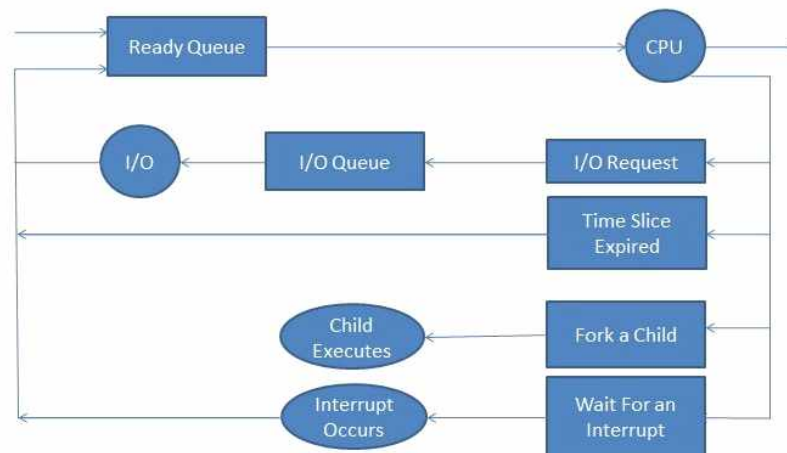 Ready Queue
CPU
I/O
I/O Queue
I/O Request
Time Slice
Expired
Child
Executes
Fork a Child
Interrupt
Occurs
Wait For an
Interrupt